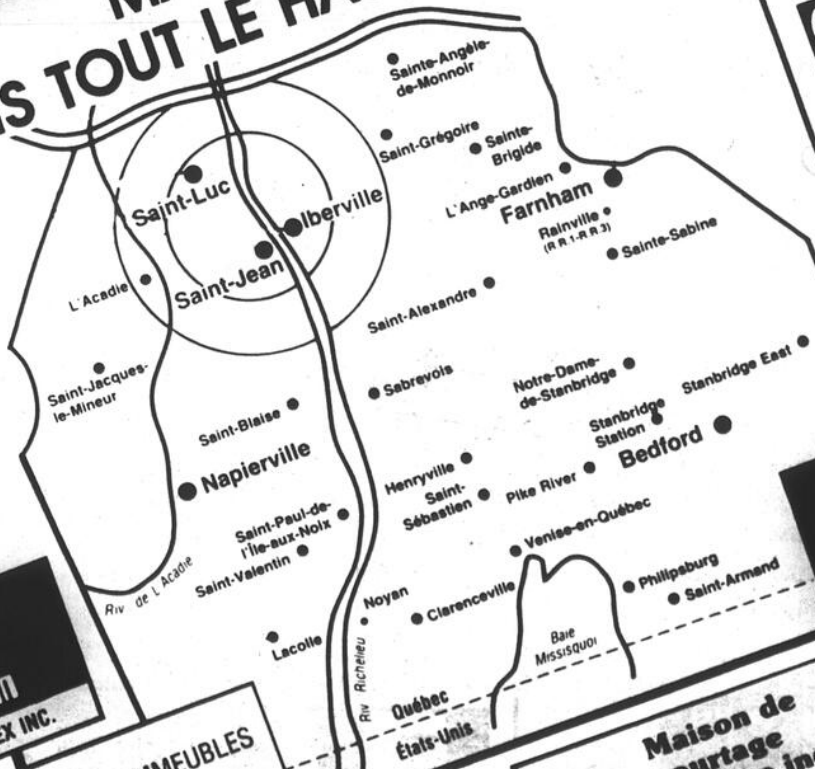 TOUT LE
Sainte-Angèle-
de-Monnoir
Saint-Grégoire
Sainte-
Brigide
L'Ange-Gardien
Farnham
Rainville
(R.R.1-R.R.3)
Sainte-Sabine
Saint-Luc
Iberville
Saint-Jean
L'Acadie
Saint-Alexandre
Saint-Jacques-
le-Mineur
Sabrevois
Notre-Dame-
de-Stanbridge
Stanbridge East
Saint-Blaise
Stanbridge
Station
Bedford
Napierville
Henryville
Saint-
Sébastien
Pike River
Saint-Paul-de-
l'Île-aux-Noix
Saint-Valentin
Venise-en-Québec
Riv de L'Acadie
Noyan
Clarenceville
Philipsburg
Saint-Armand
Lacolle
Riv Richelieu
Baie
Missisquoi
Québec
États-Unis
EX INC.
MEUBLES
Maison de